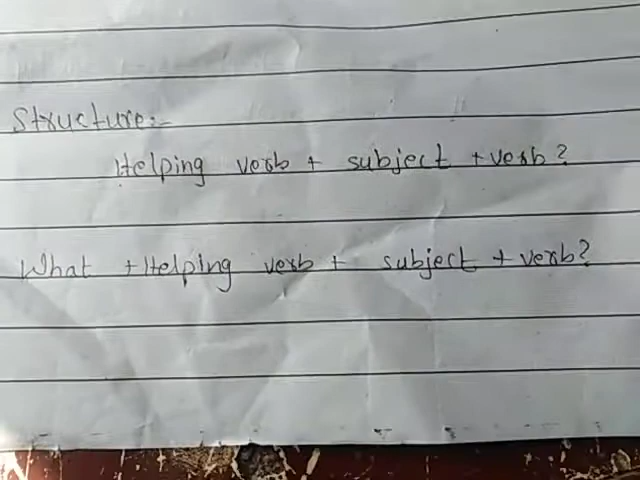 Structure:-
Helping verb + subject + verb?
What + Helping verb + subject + verb?